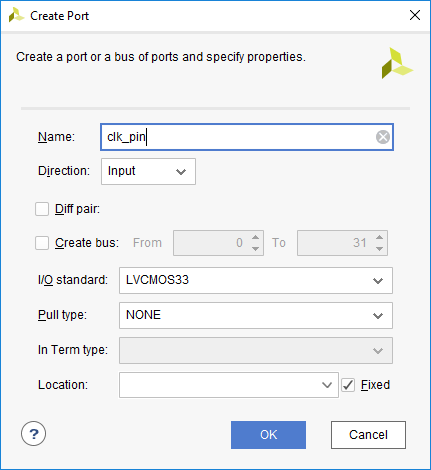 Create Port
Create a port or a bus of ports and specify properties.
Name: clk_pin
Direction: Input
Diff pair:
Create bus: From 0 To 31
I/O standard: LVCMOS33
Pull type: NONE
In Term type:
Location: Fixed
? OK Cancel